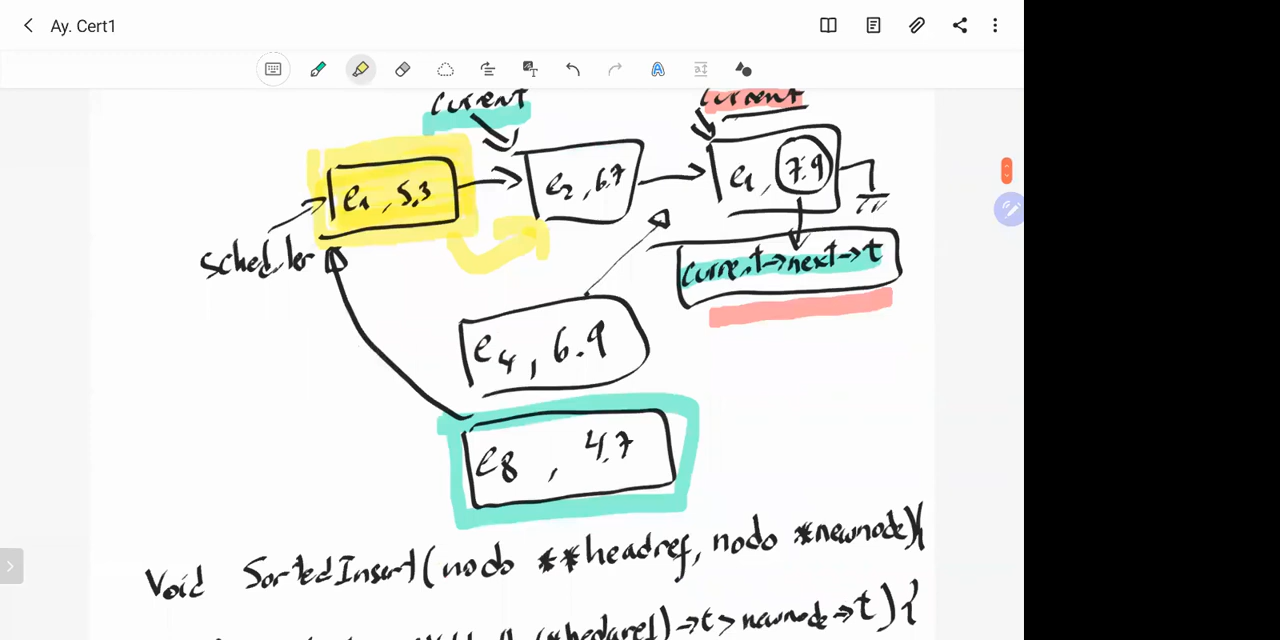 Ay. Cert1
current
current
e1, 5.3
e2, 6.7
e1, 7.9
scheduler
current→next→t
e4, 6.9
e8, 4.7
Void SortedInsert(nodo **headref, nodo *newnode){
→t>newnode→t){